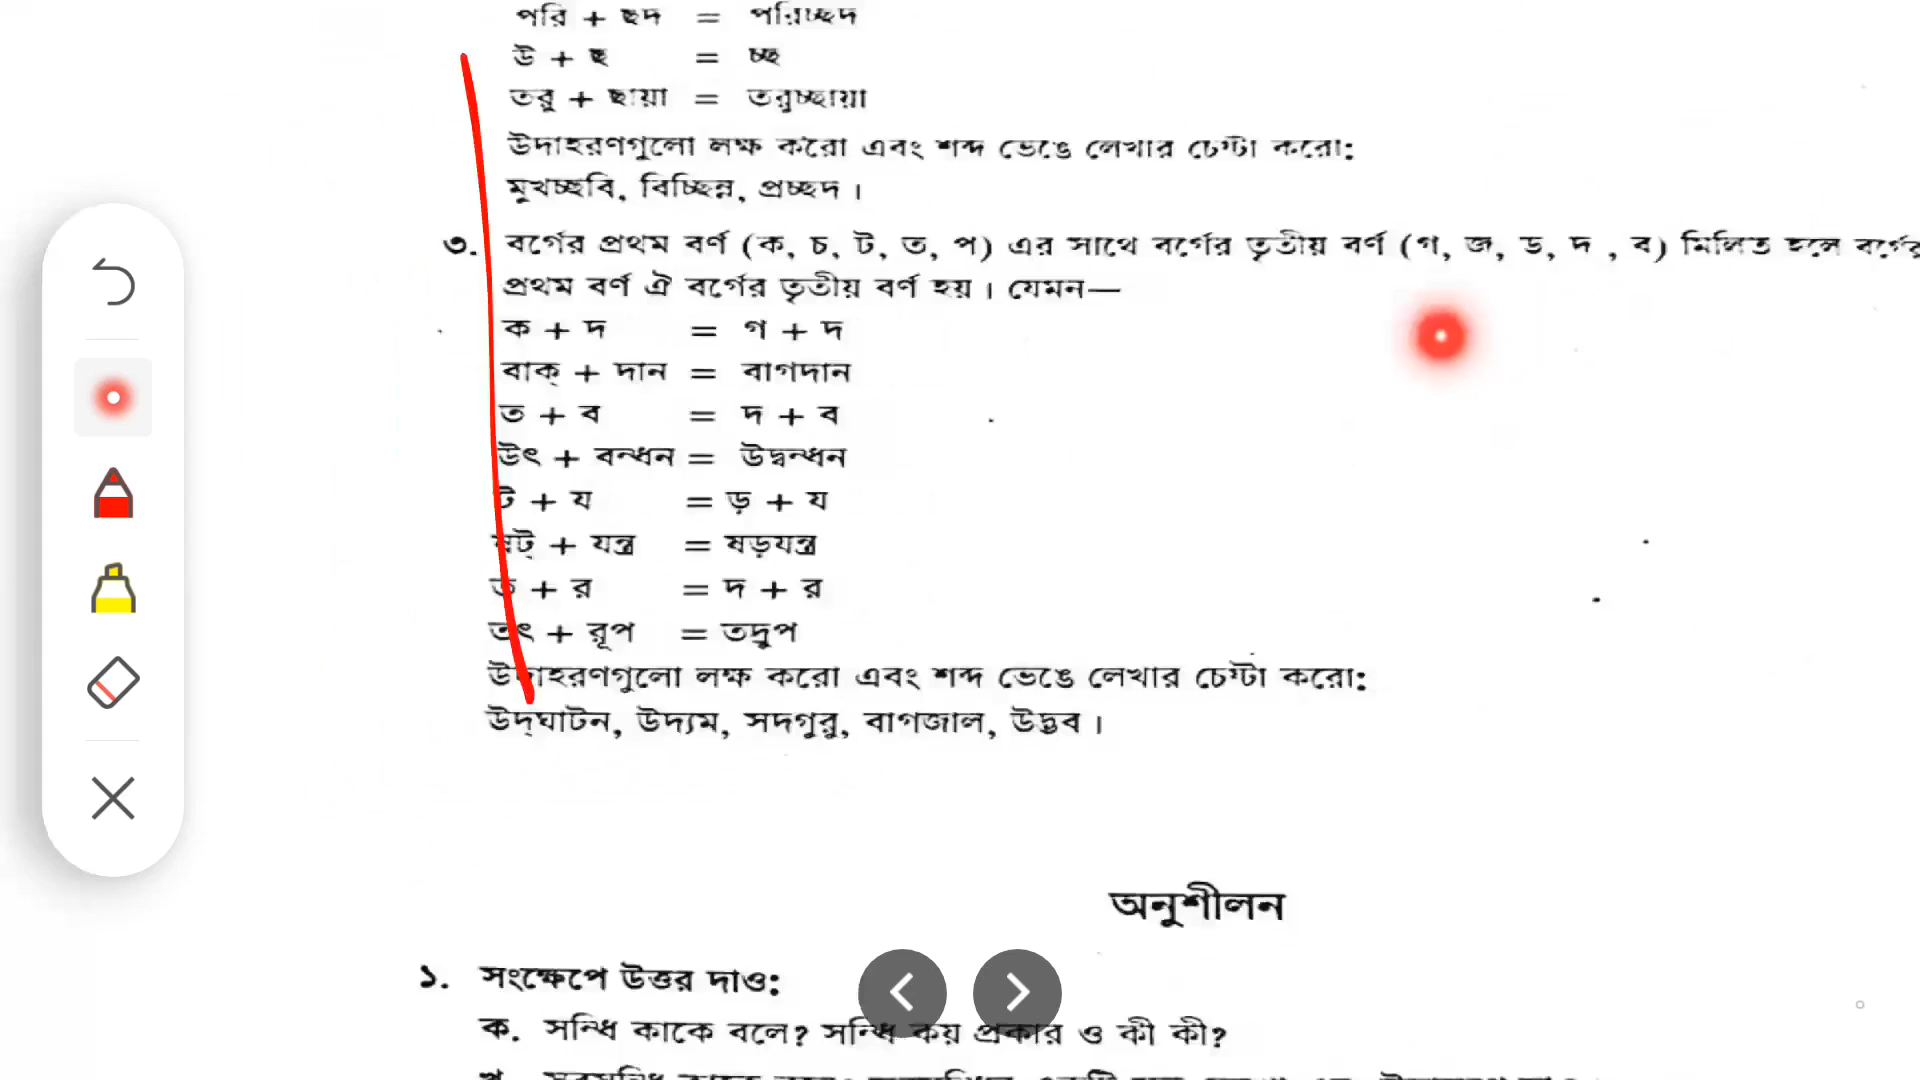 পরি + ছদ = পরিচ্ছদ
উ + ছ = চ্ছ
তরু + ছায়া = তরুচ্ছায়া
উদাহরণগুলো লক্ষ করো এবং শব্দ ভেঙে লেখার চেষ্টা করো:
মুখচ্ছবি, বিচ্ছিন্ন, প্রচ্ছদ।
৩. বর্গের প্রথম বর্ণ (ক, চ, ট, ত, প) এর সাথে বর্গের তৃতীয় বর্ণ (গ, জ, ড, দ , ব) মিলিত হলে বর্গের
প্রথম বর্ণ ঐ বর্গের তৃতীয় বর্ণ হয়। যেমন—
ক + দ = গ + দ
বাক্ + দান = বাগদান
ত + ব = দ + ব
উৎ + বন্ধন = উদ্বন্ধন
ট + য = ড় + য
ষট্ + যন্ত্র = ষড়যন্ত্র
ত + র = দ + র
তৎ + রূপ = তদ্রূপ
উদাহরণগুলো লক্ষ করো এবং শব্দ ভেঙে লেখার চেষ্টা করো:
উদ্ঘাটন, উদ্যম, সদগুরু, বাগজাল, উদ্ভব।
অনুশীলন
১. সংক্ষেপে উত্তর দাও:
ক. সন্ধি কাকে বলে? সন্ধি কয় প্রকার ও কী কী?